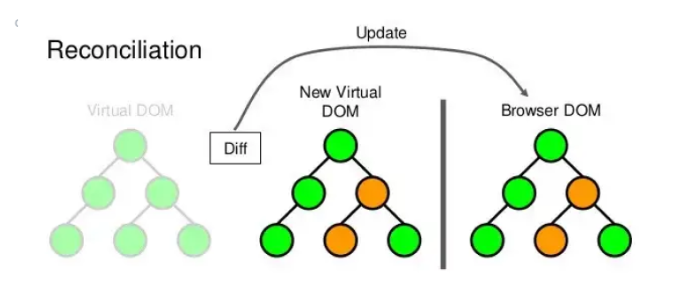 Update
Reconciliation
New Virtual
DOM
Virtual DOM
Browser DOM
Diff